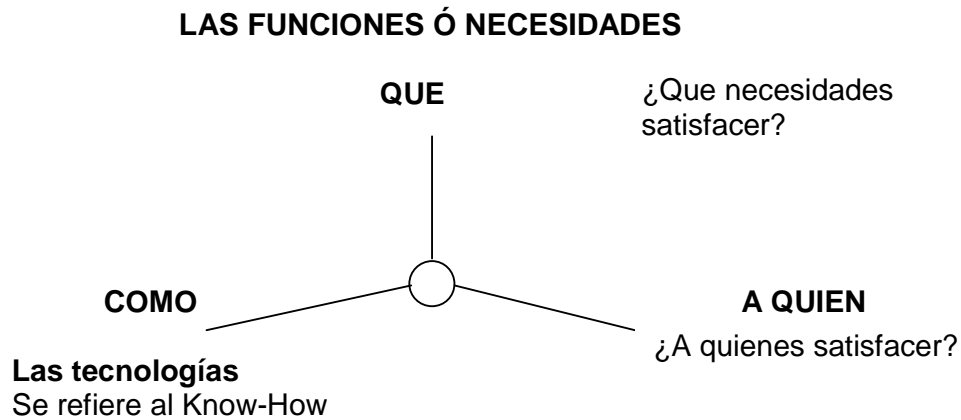 LAS FUNCIONES Ó NECESIDADES
QUE
¿Que necesidades
satisfacer?
COMO
A QUIEN
¿A quienes satisfacer?
Las tecnologías
Se refiere al Know-How